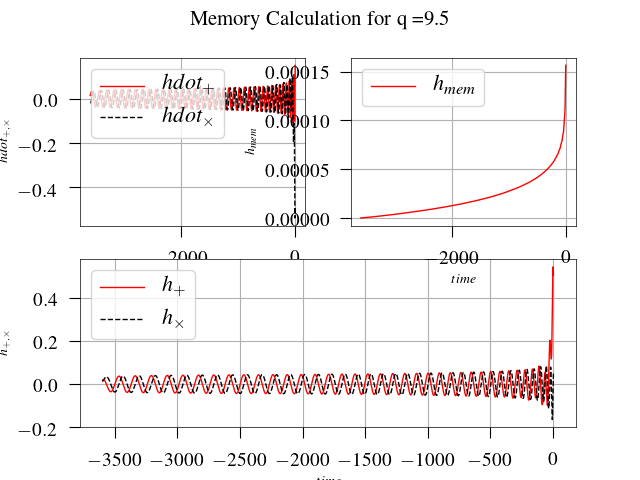 Memory Calculation for q =9.5
hdot₊
hdot×
0.0
−0.2
−0.4
hdot₊,×
2000
0
h_mem
0.00015
0.00010
0.00005
0.00000
h_mem
−2000
0
time
h₊
h×
0.4
0.2
0.0
−0.2
h₊,×
−3500
−3000
−2500
−2000
−1500
−1000
−500
0
time